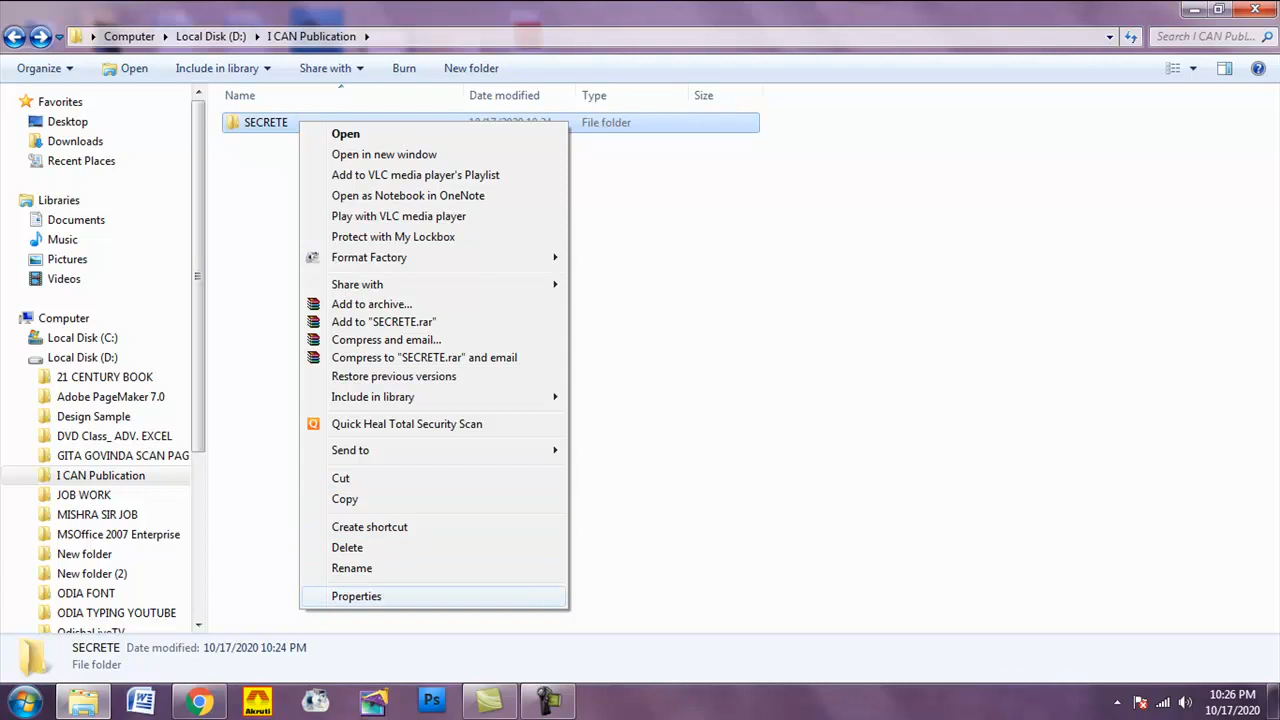 Computer Local Disk (D:) I CAN Publication Search I CAN Publ...
Organize Open Include in library Share with Burn New folder
Name Date modified Type Size
Favorites
Desktop
Downloads
Recent Places
Libraries
Documents
Music
Pictures
Videos
Computer
Local Disk (C:)
Local Disk (D:)
21 CENTURY BOOK
Adobe PageMaker 7.0
Design Sample
DVD Class_ ADV. EXCEL
GITA GOVINDA SCAN PAG
I CAN Publication
JOB WORK
MISHRA SIR JOB
MSOffice 2007 Enterprise
New folder
New folder (2)
ODIA FONT
ODIA TYPING YOUTUBE
OdishaLiveTV
SECRETE 10/17/2020 10:24 File folder
Open
Open in new window
Add to VLC media player's Playlist
Open as Notebook in OneNote
Play with VLC media player
Protect with My Lockbox
Format Factory
Share with
Add to archive...
Add to "SECRETE.rar"
Compress and email...
Compress to "SECRETE.rar" and email
Restore previous versions
Include in library
Quick Heal Total Security Scan
Send to
Cut
Copy
Create shortcut
Delete
Rename
Properties
SECRETE Date modified: 10/17/2020 10:24 PM
File folder
Akruti
Ps
10:26 PM
10/17/2020